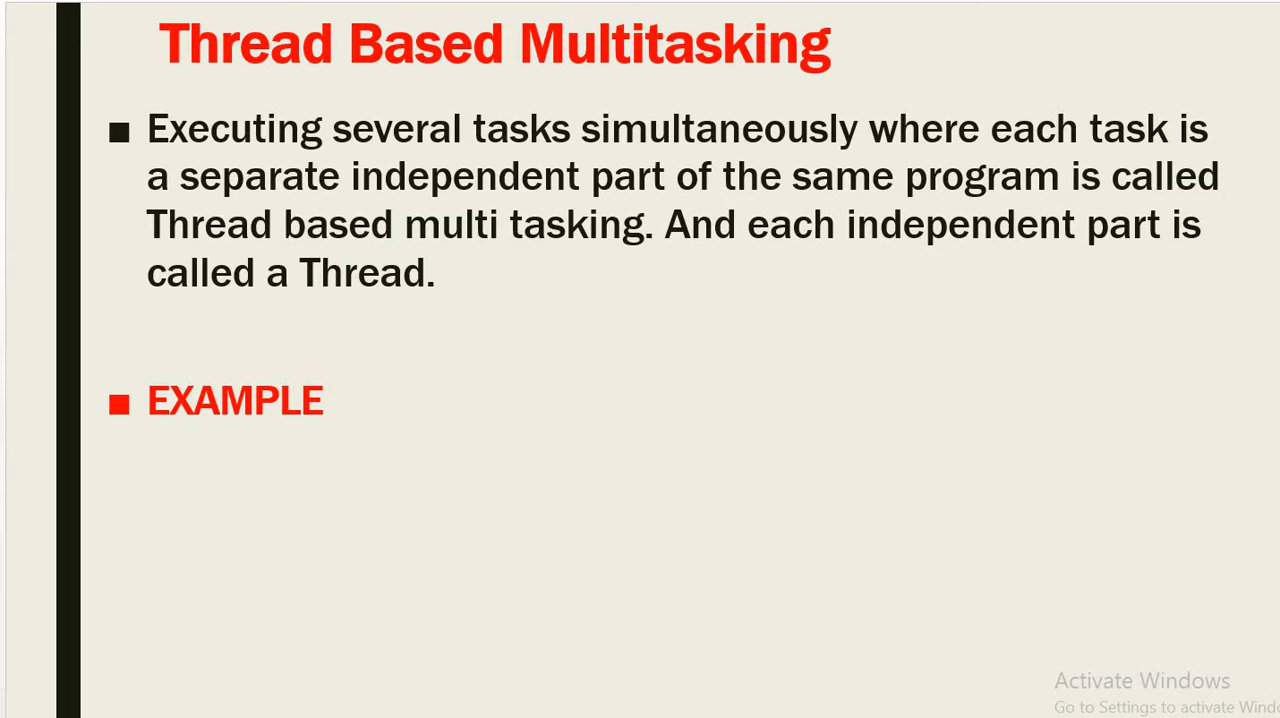 Thread Based Multitasking
■ Executing several tasks simultaneously where each task is
a separate independent part of the same program is called
Thread based multi tasking. And each independent part is
called a Thread.
■ EXAMPLE
Activate Windows
Go to Settings to activate Windo